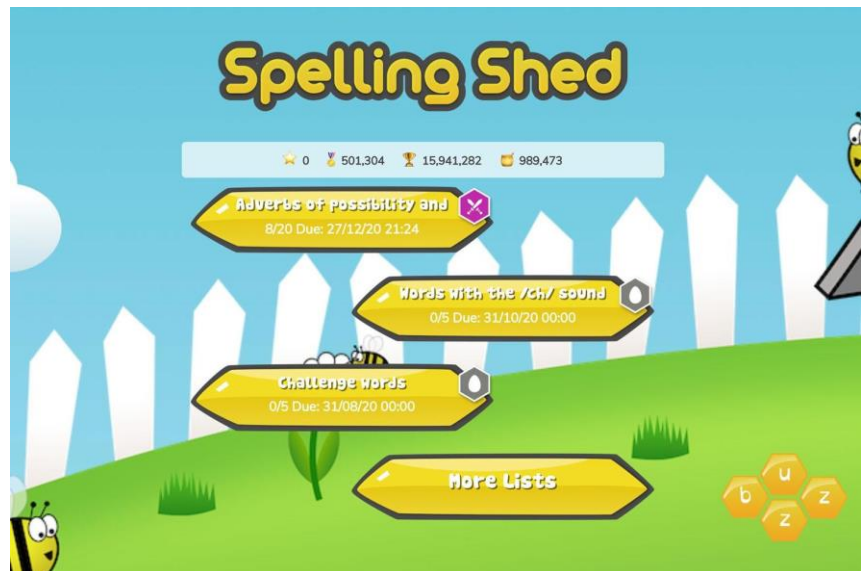 Spelling Shed
0 501,304 15,941,282 989,473
Adverbs of possibility and
8/20 Due: 27/12/20 21:24
Words with the /ch/ sound
0/5 Due: 31/10/20 00:00
Challenge words
0/5 Due: 31/08/20 00:00
More Lists
b u z z